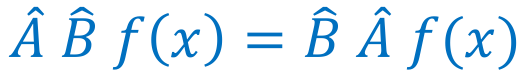 Â B̂ f(x) = B̂ Â f(x)